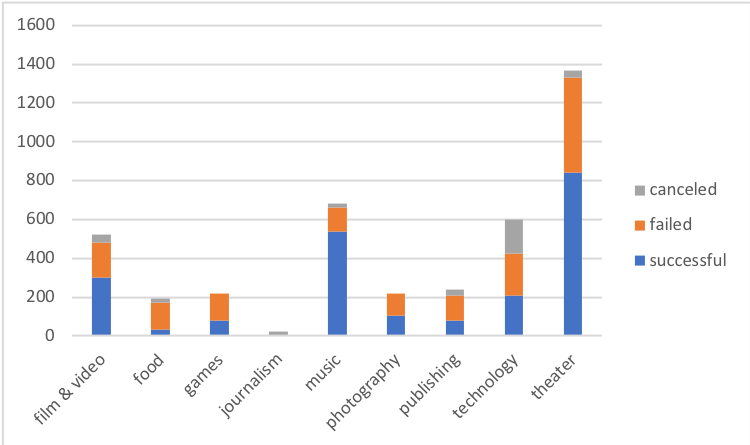 1600
1400
1200
1000
800
600
400
200
0
film & video
food
games
journalism
music
photography
publishing
technology
theater
canceled
failed
successful